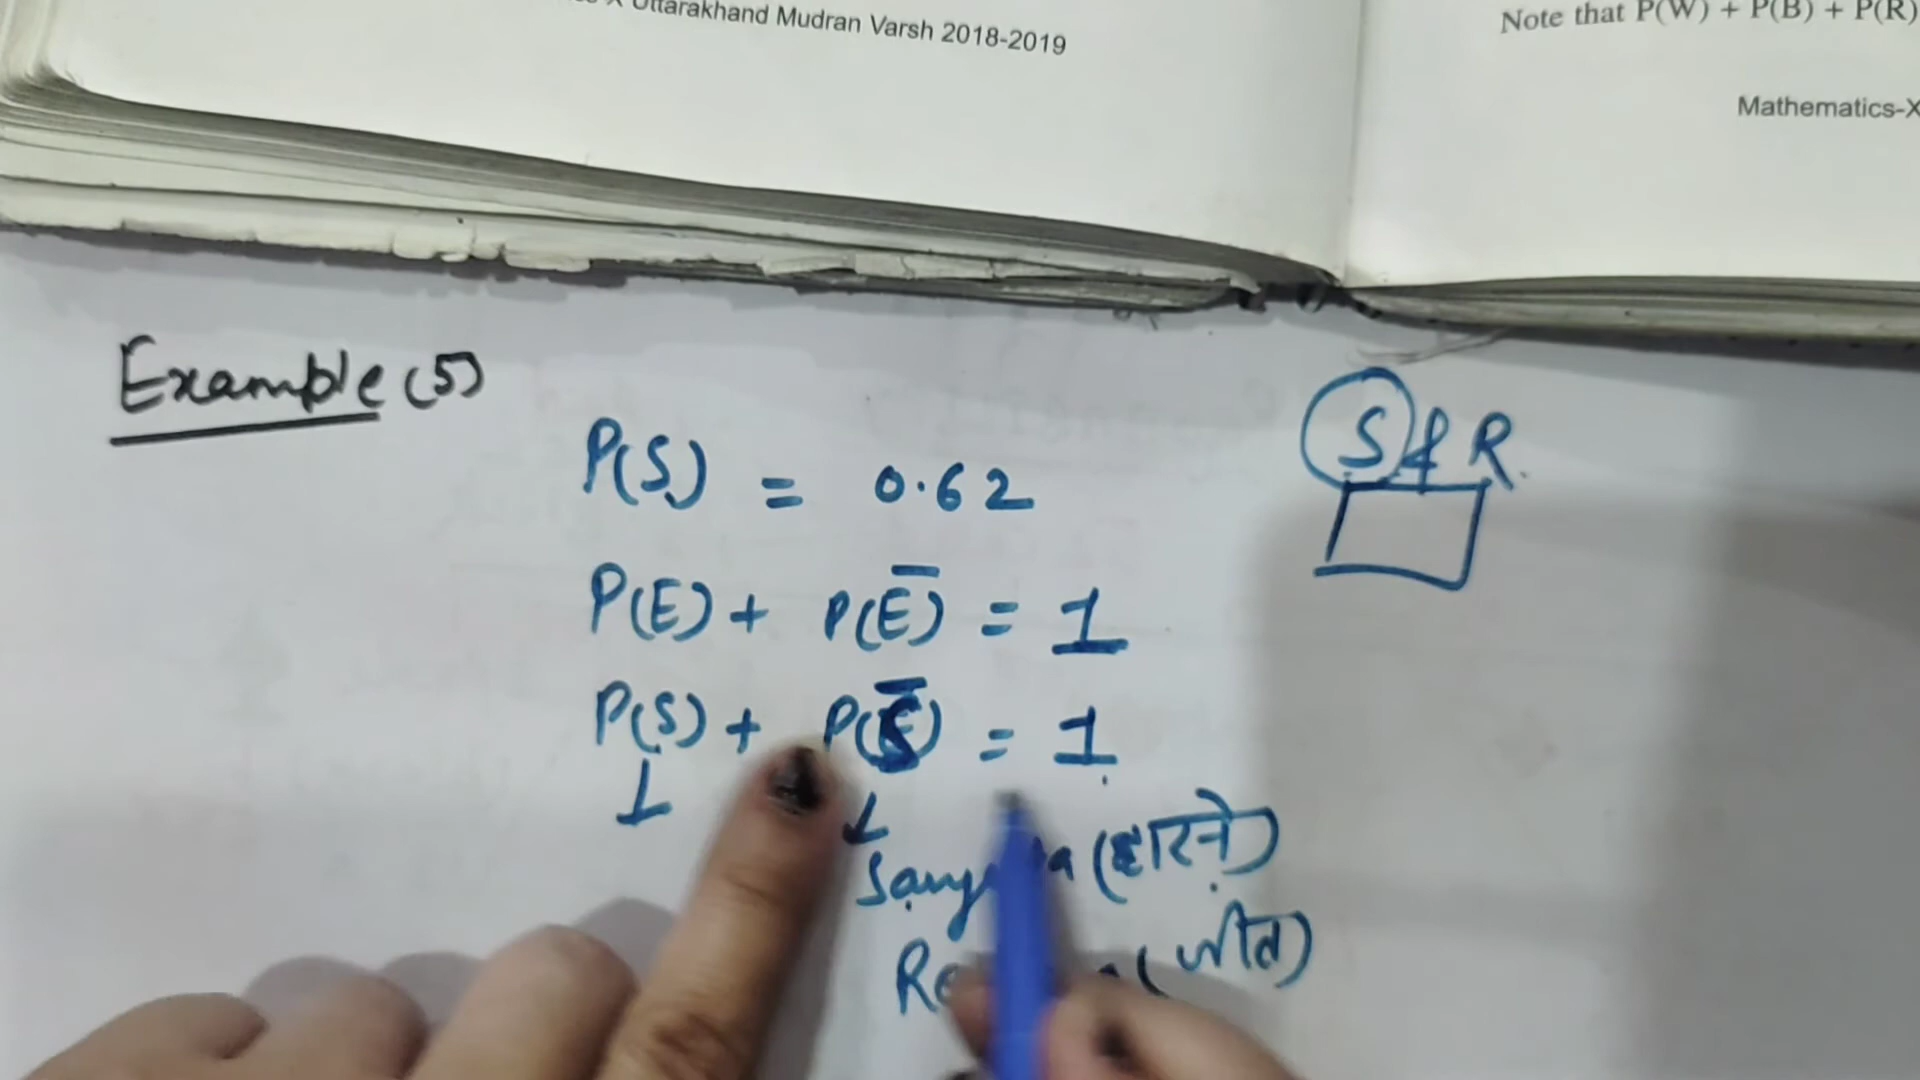 Uttarakhand Mudran Varsh 2018-2019
Note that P(W) + P(B) + P(R)
Mathematics-X
Example (5)
P(S) = 0.62
S & R.
P(E) + P(E̅) = 1
P(S) + P(S̅) = 1
(हारने)
(जीत)